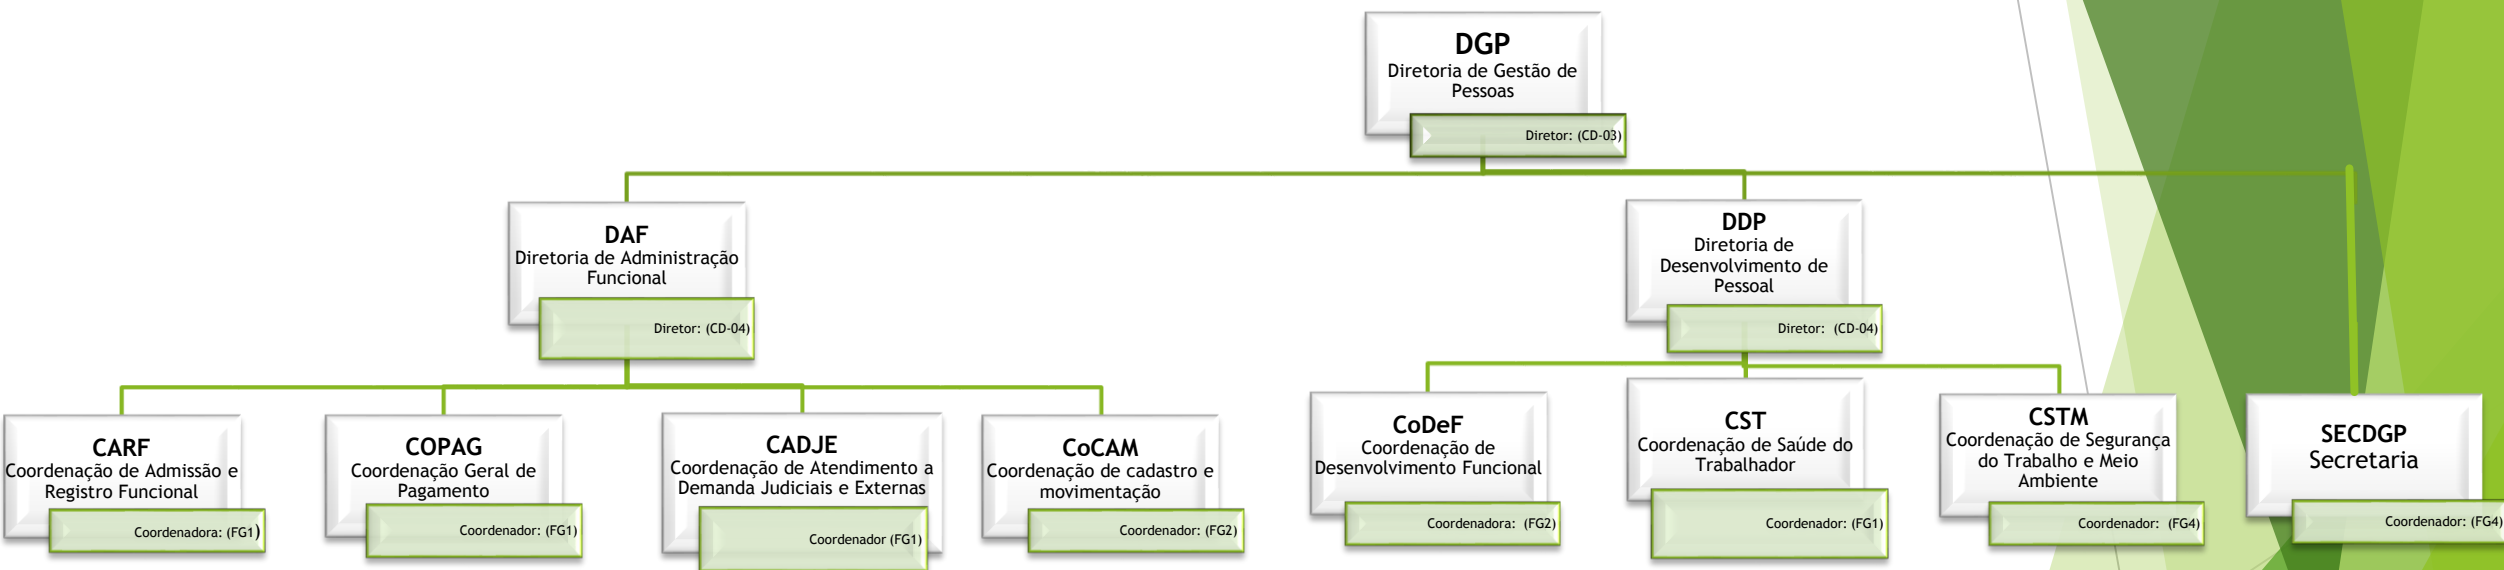 DGP
Diretoria de Gestão de
Pessoas
Diretor: (CD-03)
DAF
Diretoria de Administração
Funcional
Diretor: (CD-04)
DDP
Diretoria de
Desenvolvimento de
Pessoal
Diretor: (CD-04)
CARF
Coordenação de Admissão e
Registro Funcional
Coordenadora: (FG1)
COPAG
Coordenação Geral de
Pagamento
Coordenador: (FG1)
CADJE
Coordenação de Atendimento a
Demanda Judiciais e Externas
Coordenador (FG1)
CoCAM
Coordenação de cadastro e
movimentação
Coordenador: (FG2)
CoDeF
Coordenação de
Desenvolvimento Funcional
Coordenadora: (FG2)
CST
Coordenação de Saúde do
Trabalhador
Coordenador: (FG1)
CSTM
Coordenação de Segurança
do Trabalho e Meio
Ambiente
Coordenador: (FG4)
SECDGP
Secretaria
Coordenador: (FG4)